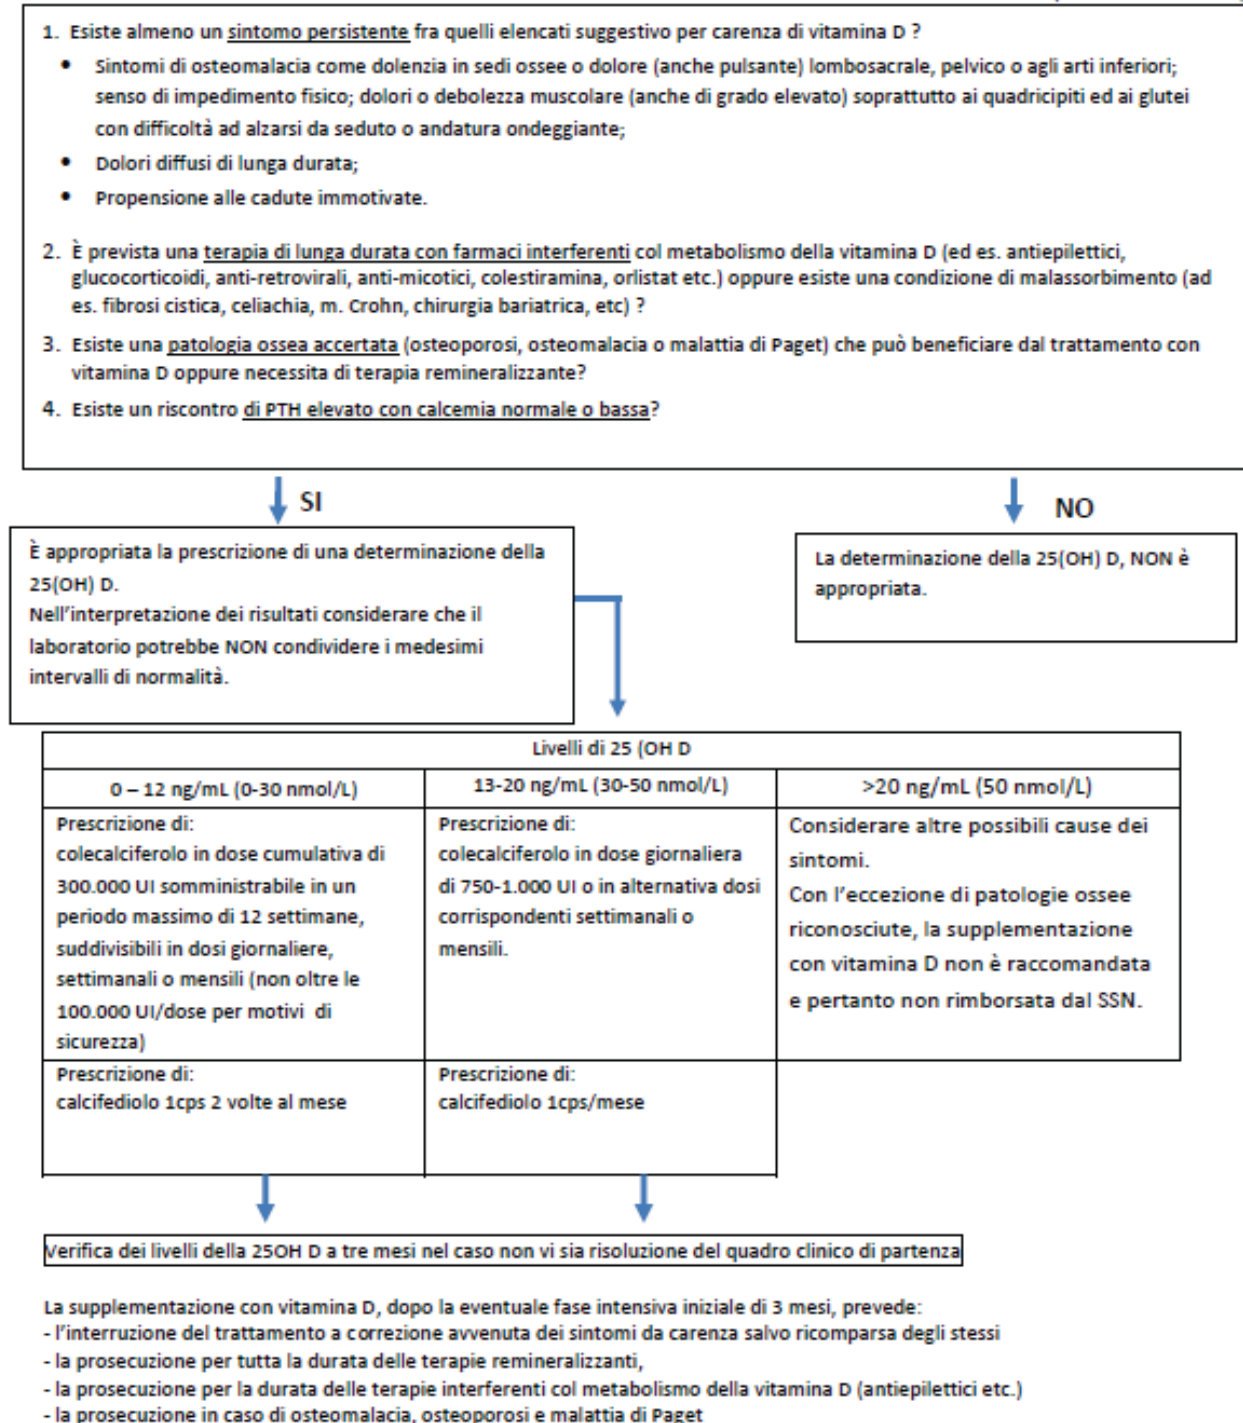 1. Esiste almeno un sintomo persistente fra quelli elencati suggestivo per carenza di vitamina D ?
• Sintomi di osteomalacia come dolenzia in sedi ossee o dolore (anche pulsante) lombosacrale, pelvico o agli arti inferiori;
senso di impedimento fisico; dolori o debolezza muscolare (anche di grado elevato) soprattutto ai quadricipiti ed ai glutei
con difficoltà ad alzarsi da seduto o andatura ondeggiante;
• Dolori diffusi di lunga durata;
• Propensione alle cadute immotivate.
2. È prevista una terapia di lunga durata con farmaci interferenti col metabolismo della vitamina D (ed es. antiepilettici,
glucocorticoidi, anti-retrovirali, anti-micotici, colestiramina, orlistat etc.) oppure esiste una condizione di malassorbimento (ad
es. fibrosi cistica, celiachia, m. Crohn, chirurgia bariatrica, etc) ?
3. Esiste una patologia ossea accertata (osteoporosi, osteomalacia o malattia di Paget) che può beneficiare dal trattamento con
vitamina D oppure necessita di terapia remineralizzante?
4. Esiste un riscontro di PTH elevato con calcemia normale o bassa?
SI
NO
È appropriata la prescrizione di una determinazione della
25(OH) D.
Nell'interpretazione dei risultati considerare che il
laboratorio potrebbe NON condividere i medesimi
intervalli di normalità.
La determinazione della 25(OH) D, NON è
appropriata.
Livelli di 25 (OH D
0 – 12 ng/mL (0-30 nmol/L)
13-20 ng/mL (30-50 nmol/L)
>20 ng/mL (50 nmol/L)
Prescrizione di:
colecalciferolo in dose cumulativa di
300.000 UI somministrabile in un
periodo massimo di 12 settimane,
suddivisibili in dosi giornaliere,
settimanali o mensili (non oltre le
100.000 UI/dose per motivi di
sicurezza)
Prescrizione di:
colecalciferolo in dose giornaliera
di 750-1.000 UI o in alternativa dosi
corrispondenti settimanali o
mensili.
Considerare altre possibili cause dei
sintomi.
Con l'eccezione di patologie ossee
riconosciute, la supplementazione
con vitamina D non è raccomandata
e pertanto non rimborsata dal SSN.
Prescrizione di:
calcifediolo 1cps 2 volte al mese
Prescrizione di:
calcifediolo 1cps/mese
Verifica dei livelli della 25OH D a tre mesi nel caso non vi sia risoluzione del quadro clinico di partenza
La supplementazione con vitamina D, dopo la eventuale fase intensiva iniziale di 3 mesi, prevede:
- l'interruzione del trattamento a correzione avvenuta dei sintomi da carenza salvo ricomparsa degli stessi
- la prosecuzione per tutta la durata delle terapie remineralizzanti,
- la prosecuzione per la durata delle terapie interferenti col metabolismo della vitamina D (antiepilettici etc.)
- la prosecuzione in caso di osteomalacia, osteoporosi e malattia di Paget